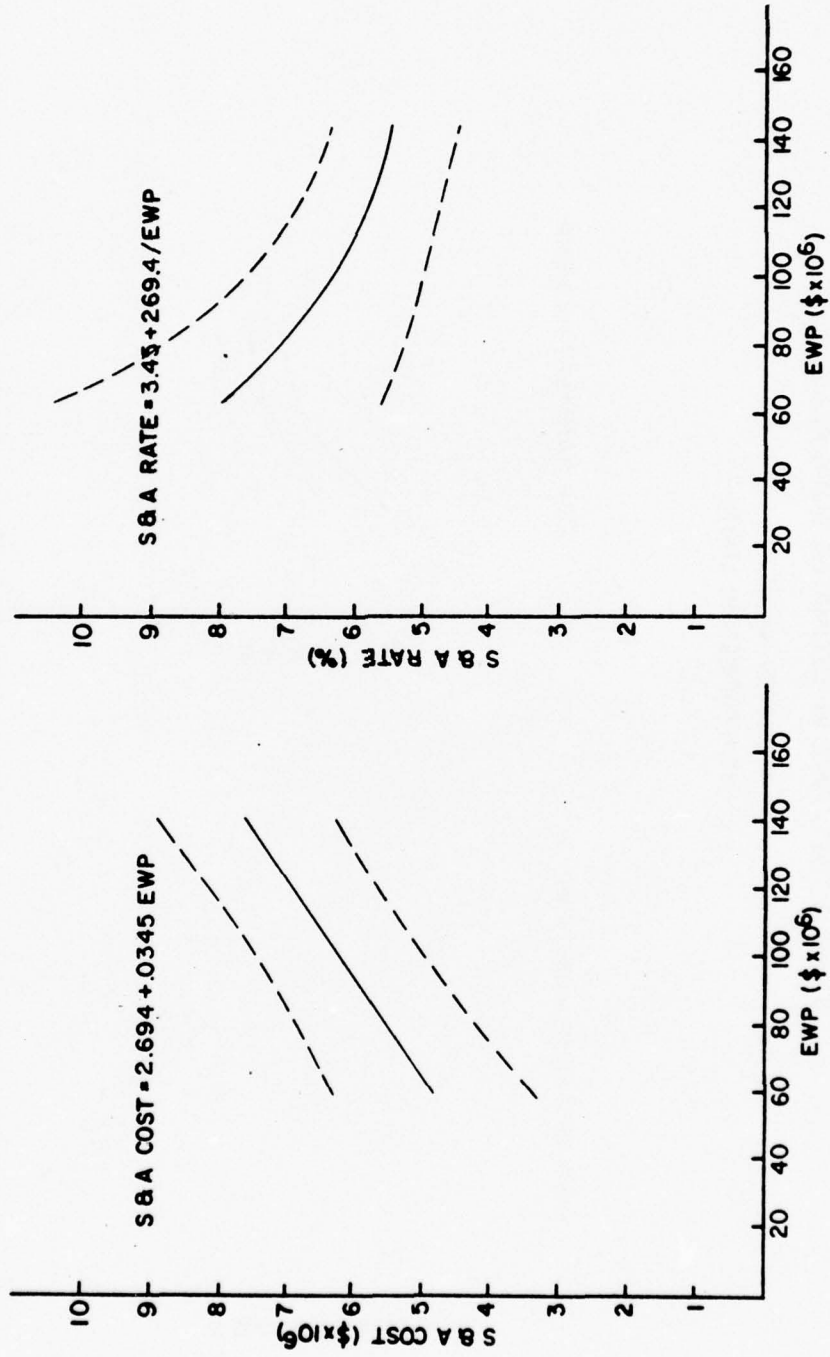 S & A COST = 2.694 + .0345 EWP
S & A COST ($x10⁶)
10
9
8
7
6
5
4
3
2
1
20 40 60 80 100 120 140 160
EWP ($x10⁶)
S & A RATE = 3.45 + 269.4/EWP
S & A RATE (%)
10
9
8
7
6
5
4
3
2
1
20 40 60 80 100 120 140 160
EWP ($x10⁶)